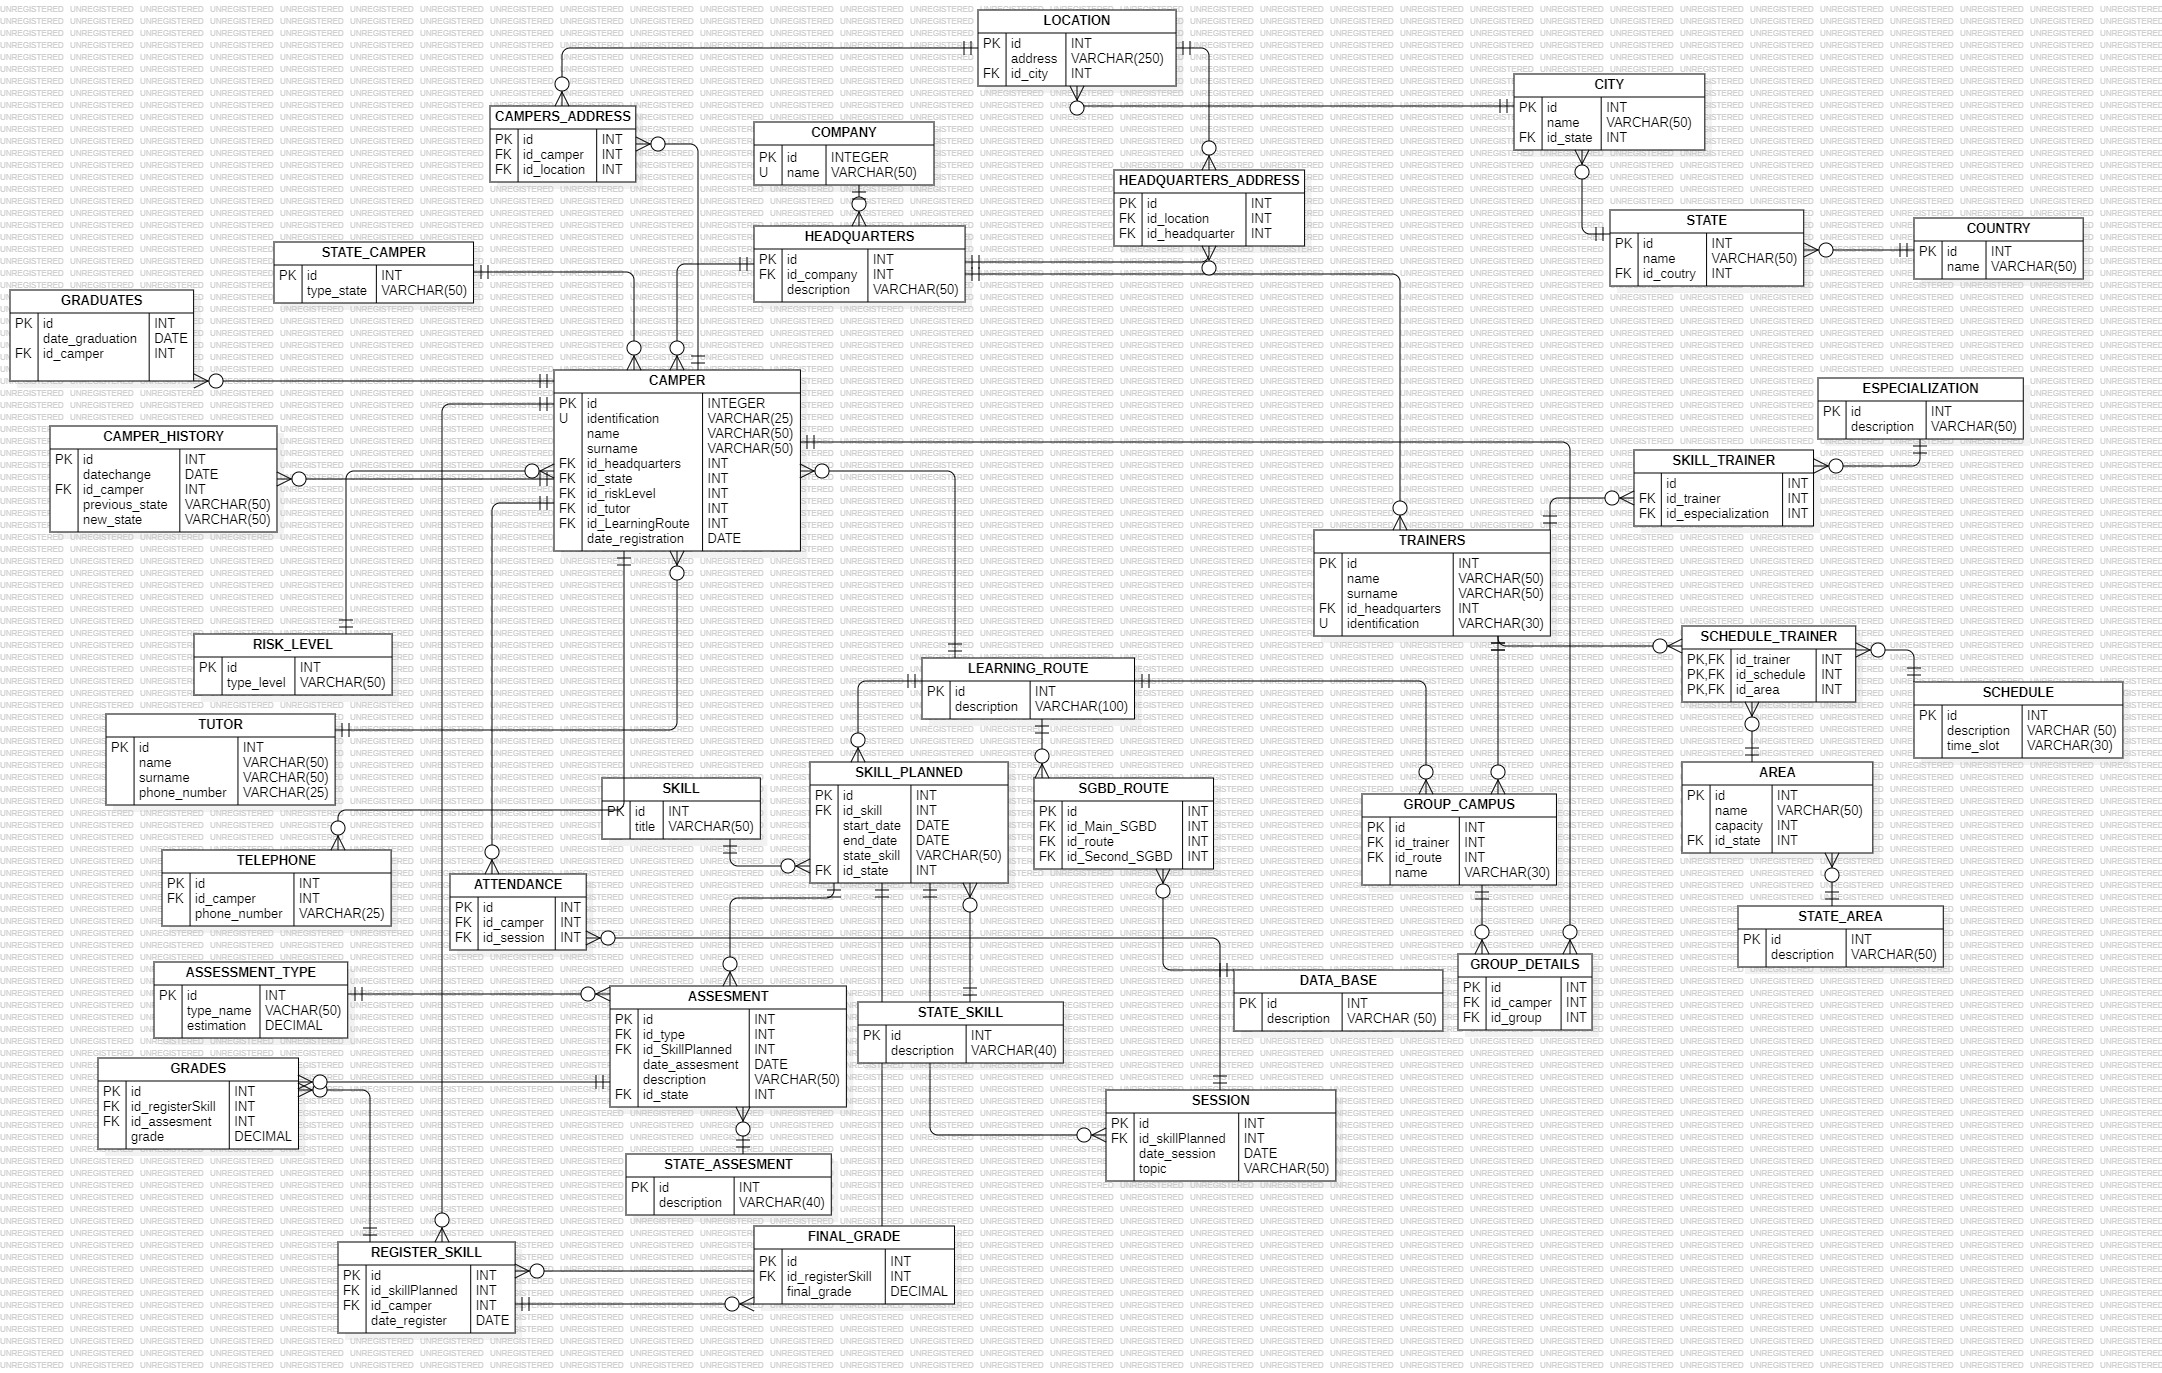 LOCATION
PK id INT
address VARCHAR(250)
FK id_city INT
CITY
PK id INT
name VARCHAR(50)
FK id_state INT
CAMPERS_ADDRESS
PK id INT
FK id_camper INT
FK id_location INT
COMPANY
PK id INTEGER
U name VARCHAR(50)
HEADQUARTERS_ADDRESS
PK id INT
FK id_location INT
FK id_headquarter INT
STATE
PK id INT
name VARCHAR(50)
FK id_coutry INT
COUNTRY
PK id INT
name VARCHAR(50)
HEADQUARTERS
PK id INT
FK id_company INT
description VARCHAR(50)
STATE_CAMPER
PK id INT
type_state VARCHAR(50)
GRADUATES
PK id INT
date_graduation DATE
FK id_camper INT
CAMPER
PK id INTEGER
U identification VARCHAR(25)
name VARCHAR(50)
surname VARCHAR(50)
FK id_headquarters INT
FK id_state INT
FK id_riskLevel INT
FK id_tutor INT
FK id_LearningRoute INT
date_registration DATE
ESPECIALIZATION
PK id INT
description VARCHAR(50)
CAMPER_HISTORY
PK id INT
datechange DATE
FK id_camper INT
previous_state VARCHAR(50)
new_state VARCHAR(50)
SKILL_TRAINER
id INT
FK id_trainer INT
FK id_especialization INT
TRAINERS
PK id INT
name VARCHAR(50)
surname VARCHAR(50)
FK id_headquarters INT
U identification VARCHAR(30)
RISK_LEVEL
PK id INT
type_level VARCHAR(50)
SCHEDULE_TRAINER
PK,FK id_trainer INT
PK,FK id_schedule INT
PK,FK id_area INT
LEARNING_ROUTE
PK id INT
description VARCHAR(100)
SCHEDULE
PK id INT
description VARCHAR (50)
time_slot VARCHAR(30)
TUTOR
PK id INT
name VARCHAR(50)
surname VARCHAR(50)
phone_number VARCHAR(25)
SKILL
PK id INT
title VARCHAR(50)
SKILL_PLANNED
PK id INT
FK id_skill INT
start_date DATE
end_date DATE
state_skill VARCHAR(50)
FK id_state INT
SGBD_ROUTE
PK id INT
FK id_Main_SGBD INT
FK id_route INT
FK id_Second_SGBD INT
GROUP_CAMPUS
PK id INT
FK id_trainer INT
FK id_route INT
name VARCHAR(30)
AREA
PK id INT
name VARCHAR(50)
capacity INT
FK id_state INT
TELEPHONE
PK id INT
FK id_camper INT
phone_number VARCHAR(25)
ATTENDANCE
PK id INT
FK id_camper INT
FK id_session INT
STATE_AREA
PK id INT
description VARCHAR(50)
ASSESSMENT_TYPE
PK id INT
type_name VACHAR(50)
estimation DECIMAL
ASSESMENT
PK id INT
FK id_type INT
FK id_SkillPlanned INT
date_assesment DATE
description VARCHAR(50)
FK id_state INT
STATE_SKILL
PK id INT
description VARCHAR(40)
DATA_BASE
PK id INT
description VARCHAR (50)
GROUP_DETAILS
PK id INT
FK id_camper INT
FK id_group INT
GRADES
PK id INT
FK id_registerSkill INT
FK id_assesment INT
grade DECIMAL
SESSION
PK id INT
FK id_skillPlanned INT
date_session DATE
topic VARCHAR(50)
STATE_ASSESMENT
PK id INT
description VARCHAR(40)
REGISTER_SKILL
PK id INT
FK id_skillPlanned INT
FK id_camper INT
date_register DATE
FINAL_GRADE
PK id INT
FK id_registerSkill INT
final_grade DECIMAL
UNREGISTERED